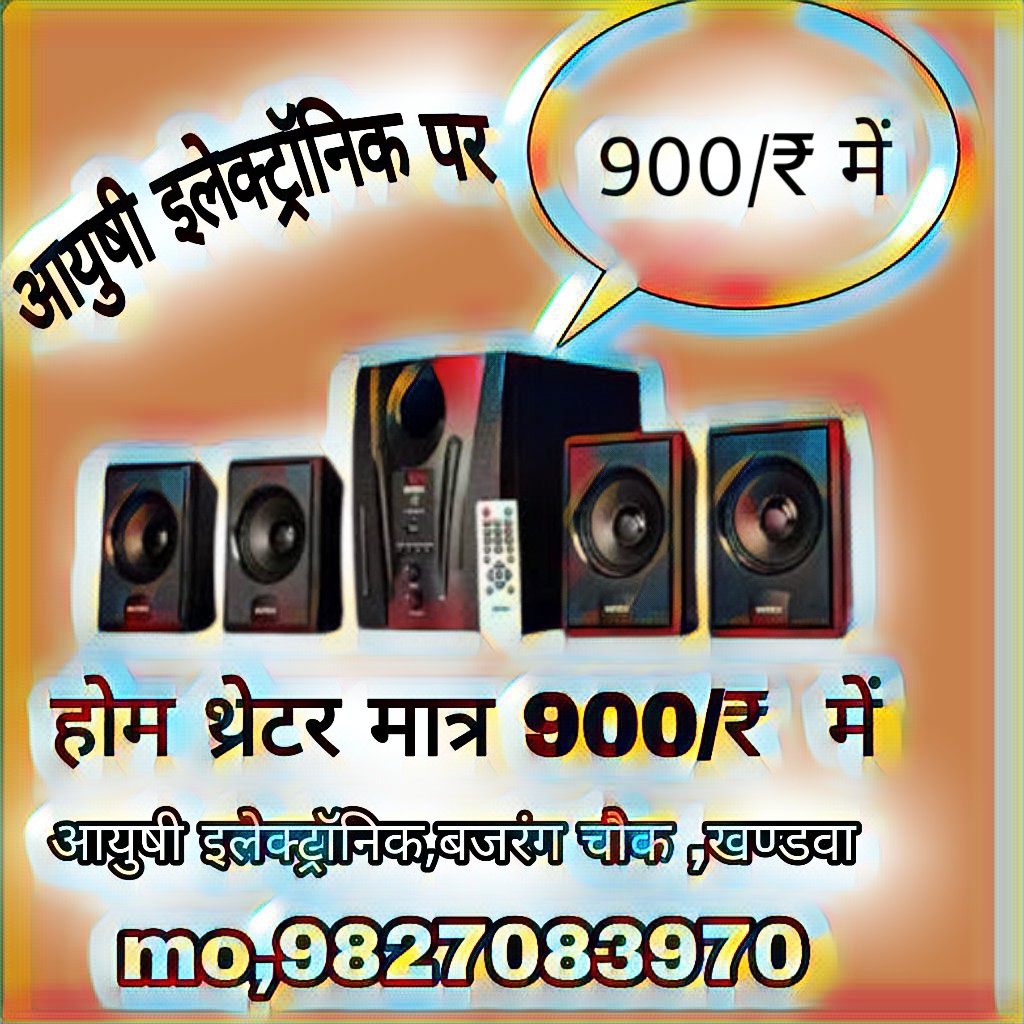 आयुषी इलेक्ट्रॉनिक पर
900/₹ में
होम थ्रेटर मात्र 900/₹ में
आयुषी इलेक्ट्रॉनिक,बजरंग चौक ,खण्डवा
mo,9827083970